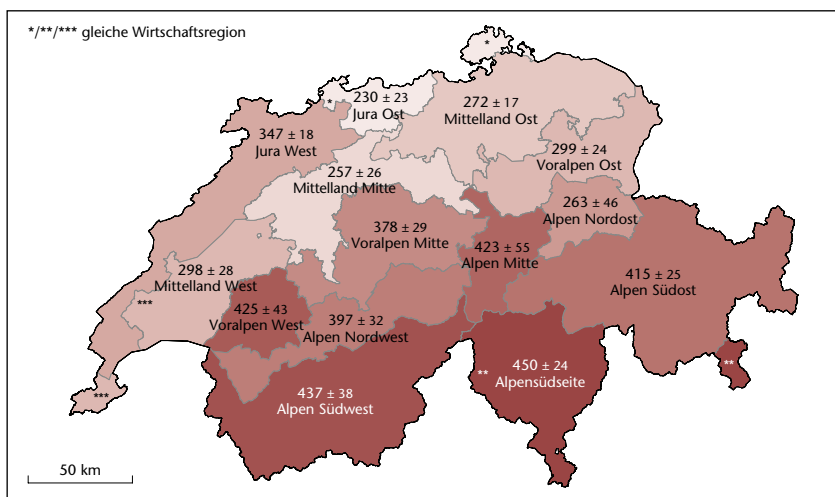 */**/*** gleiche Wirtschaftsregion
*
*
230 ± 23
Jura Ost
272 ± 17
Mittelland Ost
347 ± 18
Jura West
299 ± 24
Voralpen Ost
257 ± 26
Mittelland Mitte
263 ± 46
Alpen Nordost
378 ± 29
Voralpen Mitte
423 ± 55
Alpen Mitte
298 ± 28
Mittelland West
415 ± 25
Alpen Südost
***
425 ± 43
Voralpen West
397 ± 32
Alpen Nordwest
450 ± 24
Alpensüdseite
**
**
437 ± 38
Alpen Südwest
***
50 km